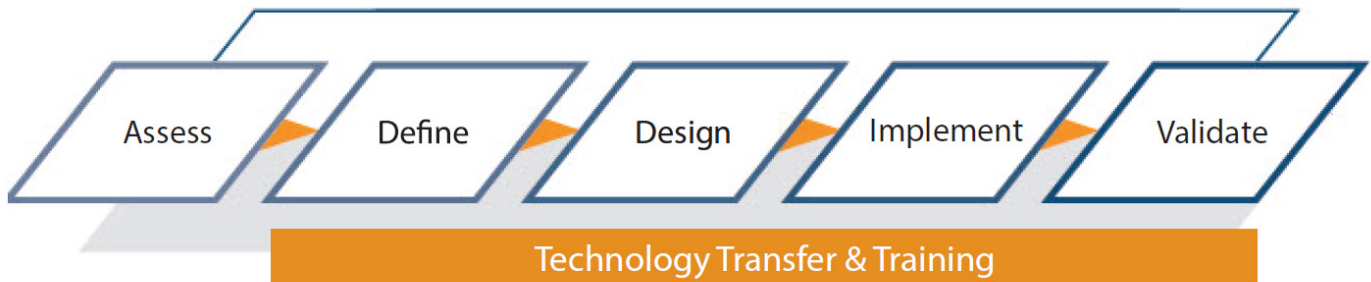 Assess
Define
Design
Implement
Validate
Technology Transfer & Training